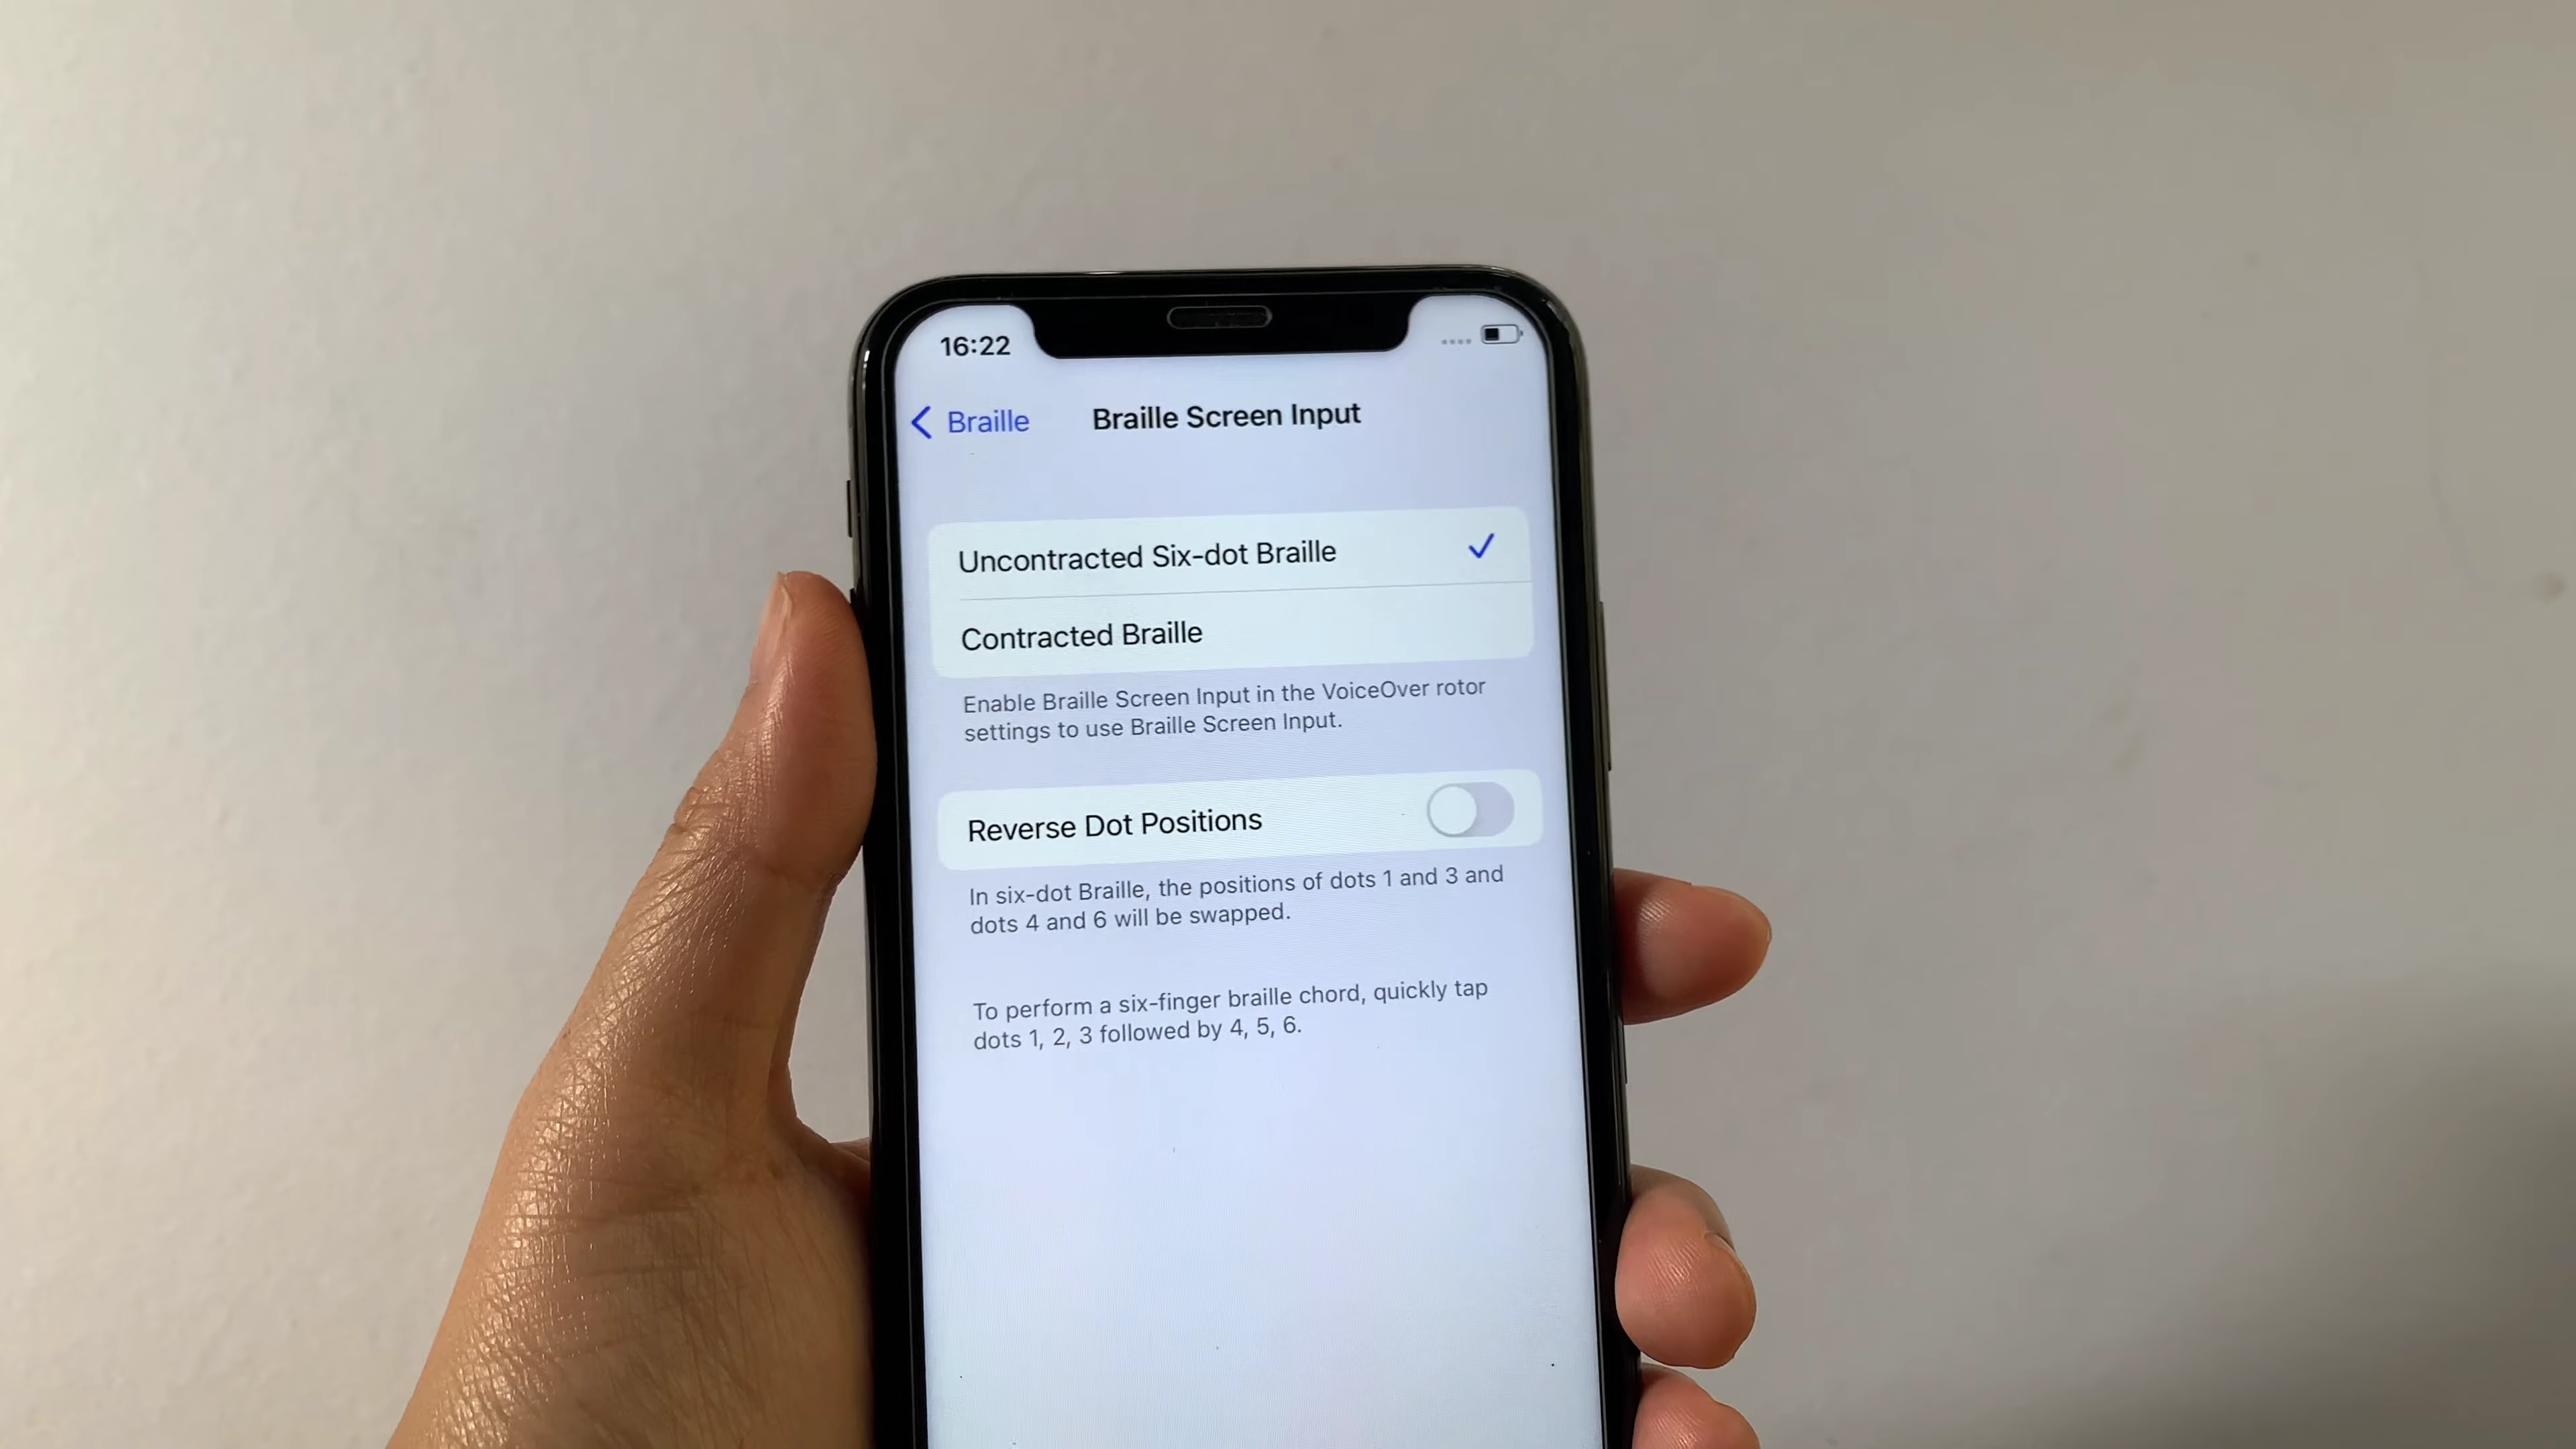 16:22
Braille
Braille Screen Input
Uncontracted Six-dot Braille
Contracted Braille
Enable Braille Screen Input in the VoiceOver rotor
settings to use Braille Screen Input.
Reverse Dot Positions
In six-dot Braille, the positions of dots 1 and 3 and
dots 4 and 6 will be swapped.
To perform a six-finger braille chord, quickly tap
dots 1, 2, 3 followed by 4, 5, 6.